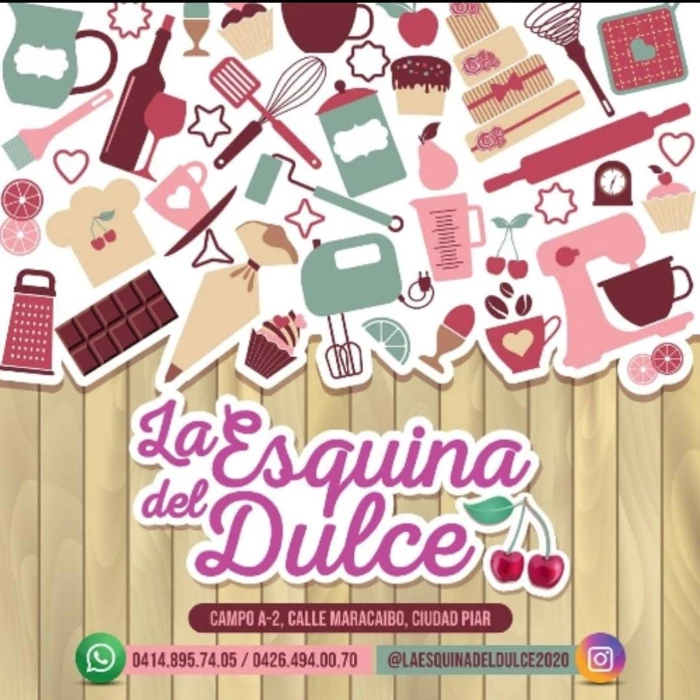 La Esquina
del Dulce
CAMPO A-2, CALLE MARACAIBO, CIUDAD PIAR
0414.895.74.05 / 0426.494.00.70 @LAESQUINADELDULCE2020